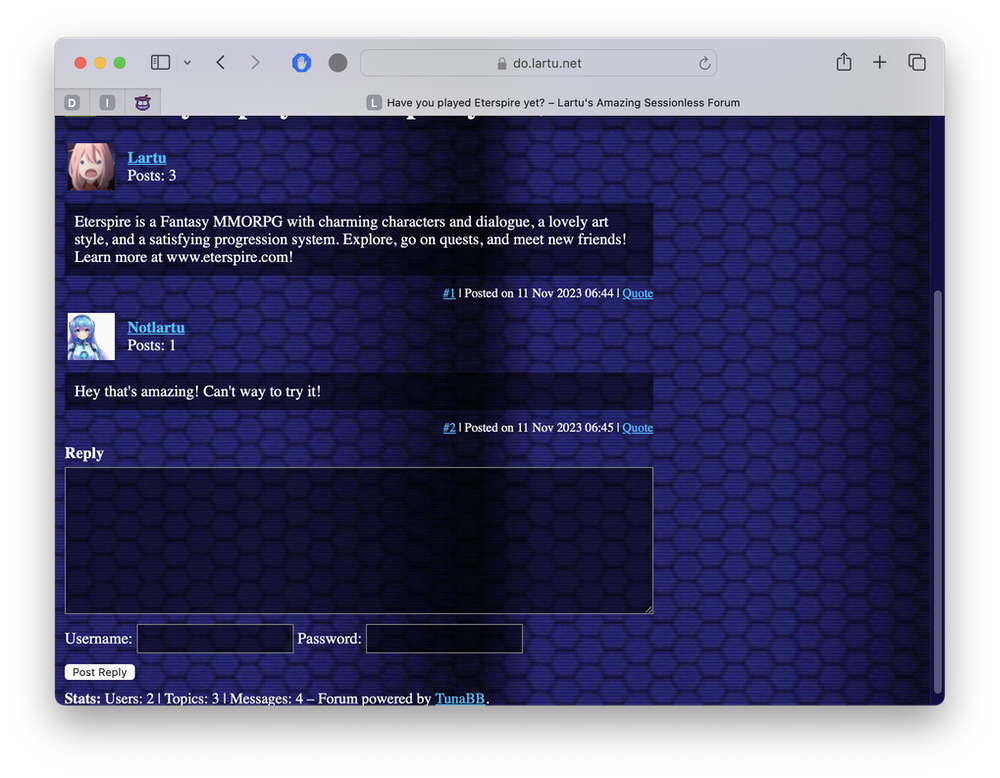 do.lartu.net
D
I
L Have you played Eterspire yet? – Lartu's Amazing Sessionless Forum
Lartu
Posts: 3
Eterspire is a Fantasy MMORPG with charming characters and dialogue, a lovely art
style, and a satisfying progression system. Explore, go on quests, and meet new friends!
Learn more at www.eterspire.com!
#1 | Posted on 11 Nov 2023 06:44 | Quote
Notlartu
Posts: 1
Hey that's amazing! Can't way to try it!
#2 | Posted on 11 Nov 2023 06:45 | Quote
Reply
Username:
Password:
Post Reply
Stats: Users: 2 | Topics: 3 | Messages: 4 – Forum powered by TunaBB.